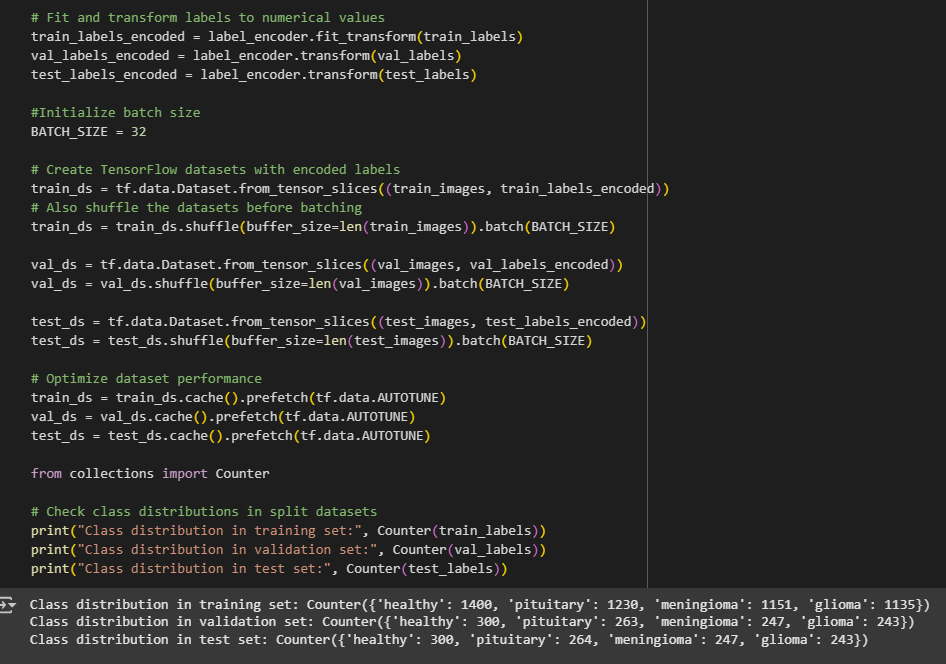 # Fit and transform labels to numerical values
train_labels_encoded = label_encoder.fit_transform(train_labels)
val_labels_encoded = label_encoder.transform(val_labels)
test_labels_encoded = label_encoder.transform(test_labels)
#Initialize batch size
BATCH_SIZE = 32
# Create TensorFlow datasets with encoded labels
train_ds = tf.data.Dataset.from_tensor_slices((train_images, train_labels_encoded))
# Also shuffle the datasets before batching
train_ds = train_ds.shuffle(buffer_size=len(train_images)).batch(BATCH_SIZE)
val_ds = tf.data.Dataset.from_tensor_slices((val_images, val_labels_encoded))
val_ds = val_ds.shuffle(buffer_size=len(val_images)).batch(BATCH_SIZE)
test_ds = tf.data.Dataset.from_tensor_slices((test_images, test_labels_encoded))
test_ds = test_ds.shuffle(buffer_size=len(test_images)).batch(BATCH_SIZE)
# Optimize dataset performance
train_ds = train_ds.cache().prefetch(tf.data.AUTOTUNE)
val_ds = val_ds.cache().prefetch(tf.data.AUTOTUNE)
test_ds = test_ds.cache().prefetch(tf.data.AUTOTUNE)
from collections import Counter
# Check class distributions in split datasets
print("Class distribution in training set:", Counter(train_labels))
print("Class distribution in validation set:", Counter(val_labels))
print("Class distribution in test set:", Counter(test_labels))
Class distribution in training set: Counter({'healthy': 1400, 'pituitary': 1230, 'meningioma': 1151, 'glioma': 1135})
Class distribution in validation set: Counter({'healthy': 300, 'pituitary': 263, 'meningioma': 247, 'glioma': 243})
Class distribution in test set: Counter({'healthy': 300, 'pituitary': 264, 'meningioma': 247, 'glioma': 243})